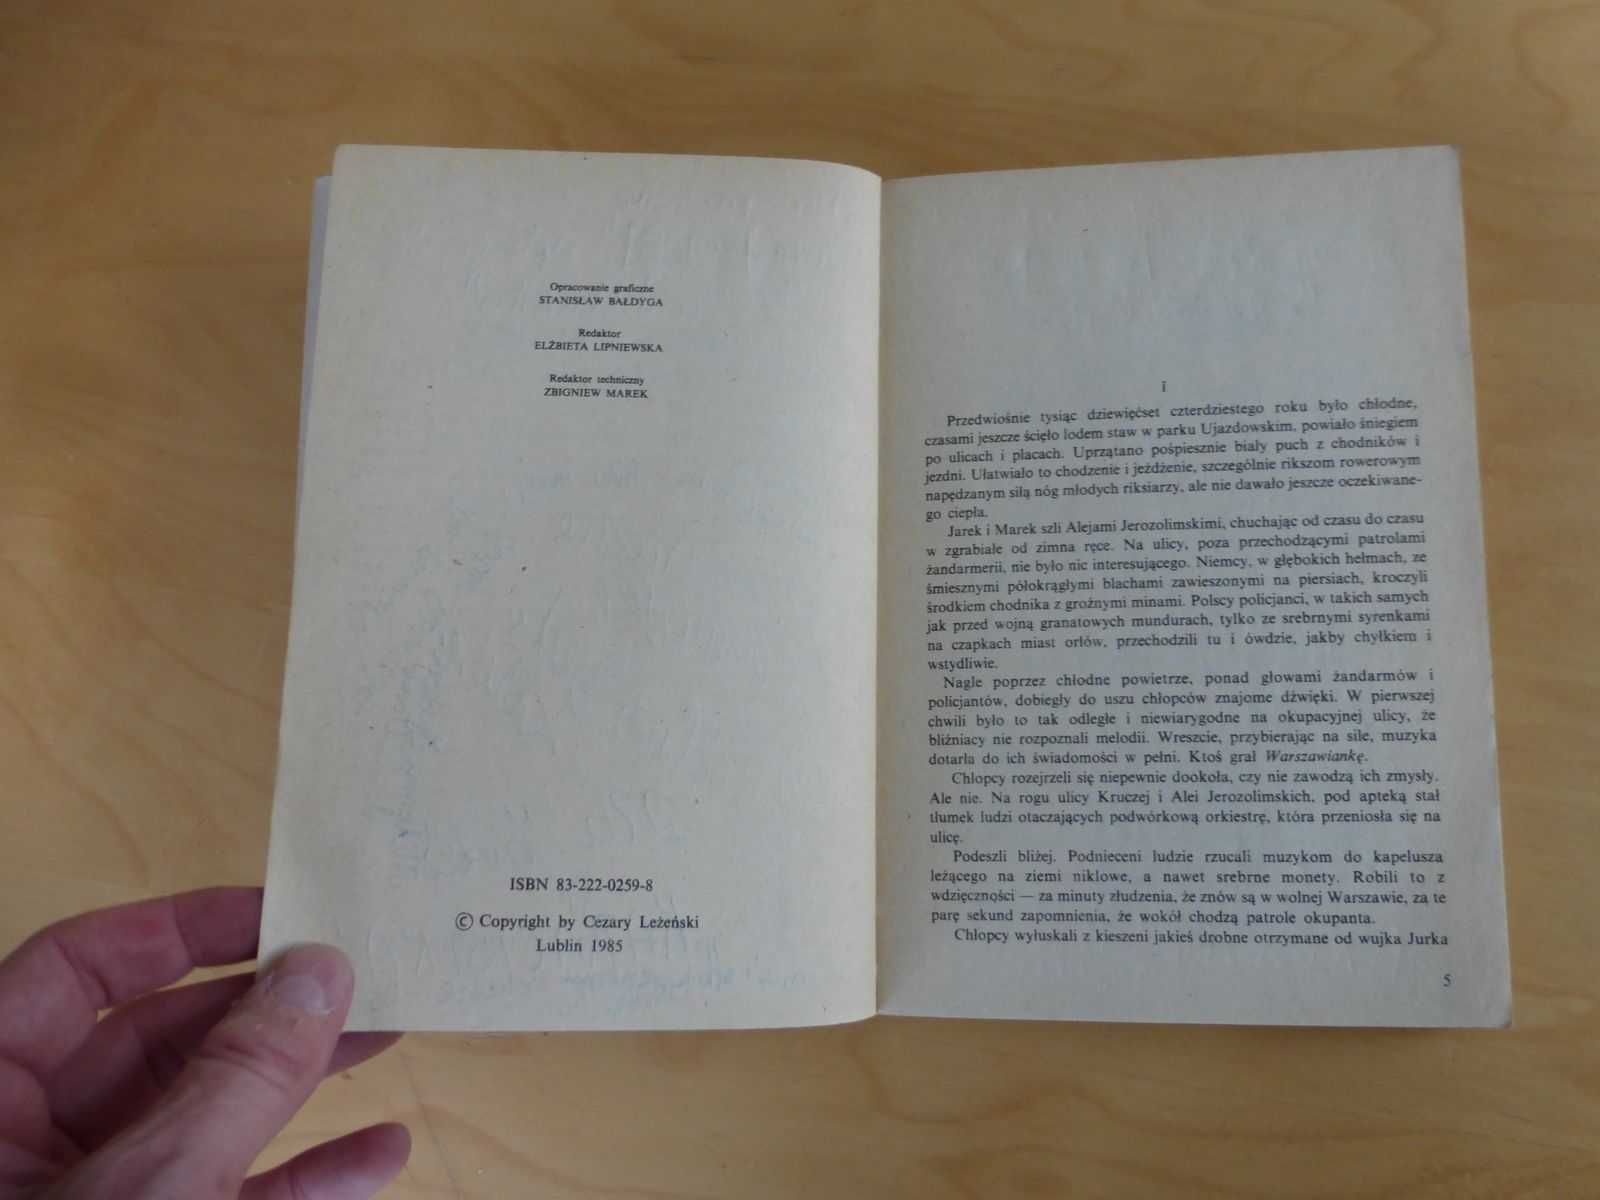 Opracowanie graficzne
STANISŁAW BAŁDYGA
Redaktor
ELŻBIETA LIPNIEWSKA
Redaktor techniczny
ZBIGNIEW MAREK
ISBN 83-222-0259-8
© Copyright by Cezary Leżeński
Lublin 1985
I
Przedwiośnie tysiąc dziewięćset czterdziestego roku było chłodne,
czasami jeszcze ścięło lodem staw w parku Ujazdowskim, powiało śniegiem
po ulicach i placach. Uprzątano pośpiesznie biały puch z chodników i
jezdni. Ułatwiało to chodzenie i jeżdżenie, szczególnie rikszom rowerowym
napędzanym siłą nóg młodych riksiarzy, ale nie dawało jeszcze oczekiwane-
go ciepła.
Jarek i Marek szli Alejami Jerozolimskimi, chuchając od czasu do czasu
w zgrabiałe od zimna ręce. Na ulicy, poza przechodzącymi patrolami
żandarmerii, nie było nic interesującego. Niemcy, w głębokich hełmach, ze
śmiesznymi półokrągłymi blachami zawieszonymi na piersiach, kroczyli
środkiem chodnika z groźnymi minami. Polscy policjanci, w takich samych
jak przed wojną granatowych mundurach, tylko ze srebrnymi syrenkami
na czapkach miast orłów, przechodzili tu i ówdzie, jakby chyłkiem i
wstydliwie.
Nagle poprzez chłodne powietrze, ponad głowami żandarmów i
policjantów, dobiegły do uszu chłopców znajome dźwięki. W pierwszej
chwili było to tak odległe i niewiarygodne na okupacyjnej ulicy, że
bliźniacy nie rozpoznali melodii. Wreszcie, przybierając na sile, muzyka
dotarła do ich świadomości w pełni. Ktoś grał Warszawiankę.
Chłopcy rozejrzeli się niepewnie dookoła, czy nie zawodzą ich zmysły.
Ale nie. Na rogu ulicy Kruczej i Alei Jerozolimskich, pod apteką stał
tłumek ludzi otaczających podwórkową orkiestrę, która przeniosła się na
ulicę.
Podeszli bliżej. Podnieceni ludzie rzucali muzykom do kapelusza
leżącego na ziemi niklowe, a nawet srebrne monety. Robili to z
wdzięczności — za minuty złudzenia, że znów są w wolnej Warszawie, za te
parę sekund zapomnienia, że wokół chodzą patrole okupanta.
Chłopcy wyłuskali z kieszeni jakieś drobne otrzymane od wujka Jurka
5